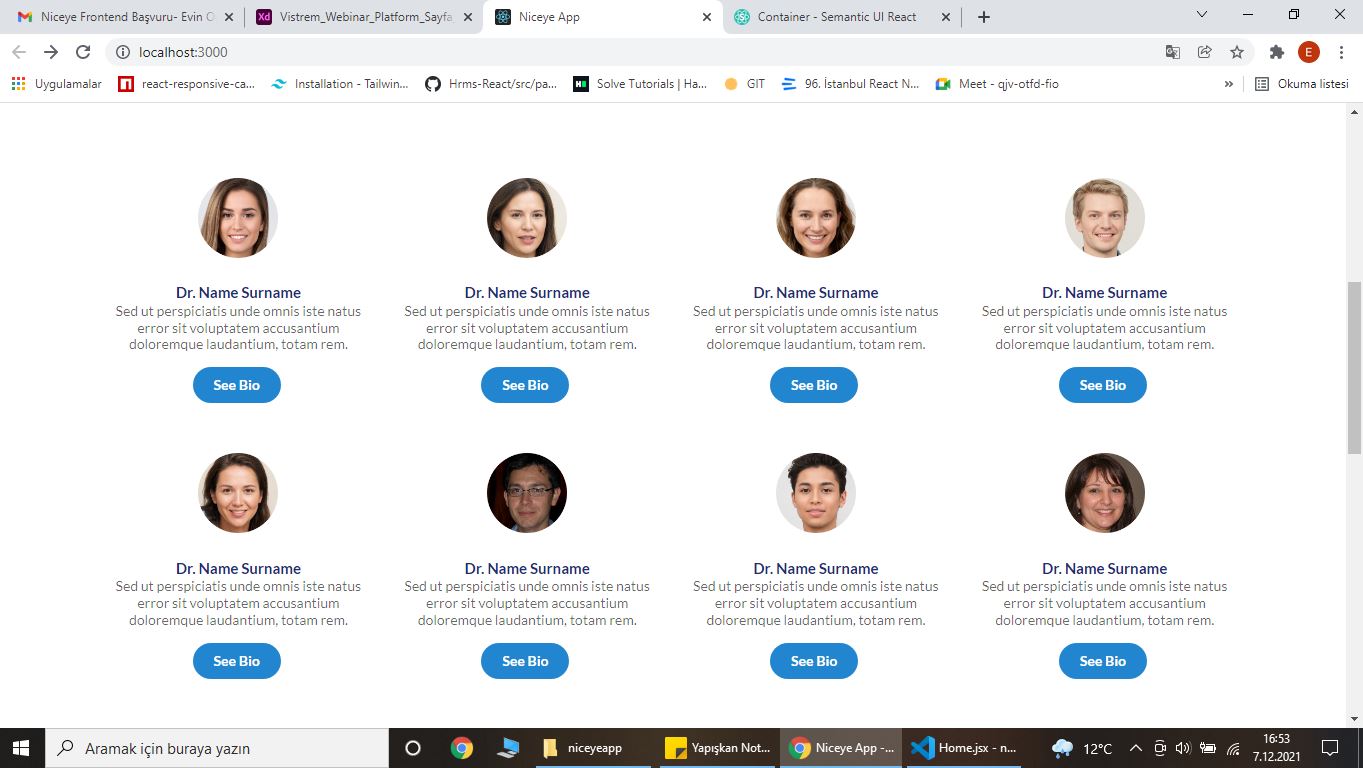 Niceye Frontend Başvuru- Evin O
Vistrem_Webinar_Platform_Sayfa
Niceye App
Container - Semantic UI React
localhost:3000
E
Uygulamalar
react-responsive-ca...
Installation - Tailwin...
Hrms-React/src/pa...
Solve Tutorials | Ha...
GIT
96. İstanbul React N...
Meet - qjv-otfd-fio
»
Okuma listesi
Dr. Name Surname
Sed ut perspiciatis unde omnis iste natus
error sit voluptatem accusantium
doloremque laudantium, totam rem.
See Bio
Dr. Name Surname
Sed ut perspiciatis unde omnis iste natus
error sit voluptatem accusantium
doloremque laudantium, totam rem.
See Bio
Dr. Name Surname
Sed ut perspiciatis unde omnis iste natus
error sit voluptatem accusantium
doloremque laudantium, totam rem.
See Bio
Dr. Name Surname
Sed ut perspiciatis unde omnis iste natus
error sit voluptatem accusantium
doloremque laudantium, totam rem.
See Bio
Dr. Name Surname
Sed ut perspiciatis unde omnis iste natus
error sit voluptatem accusantium
doloremque laudantium, totam rem.
See Bio
Dr. Name Surname
Sed ut perspiciatis unde omnis iste natus
error sit voluptatem accusantium
doloremque laudantium, totam rem.
See Bio
Dr. Name Surname
Sed ut perspiciatis unde omnis iste natus
error sit voluptatem accusantium
doloremque laudantium, totam rem.
See Bio
Dr. Name Surname
Sed ut perspiciatis unde omnis iste natus
error sit voluptatem accusantium
doloremque laudantium, totam rem.
See Bio
Aramak için buraya yazın
niceyeapp
Yapışkan Not...
Niceye App -...
Home.jsx - n...
12°C
16:53
7.12.2021